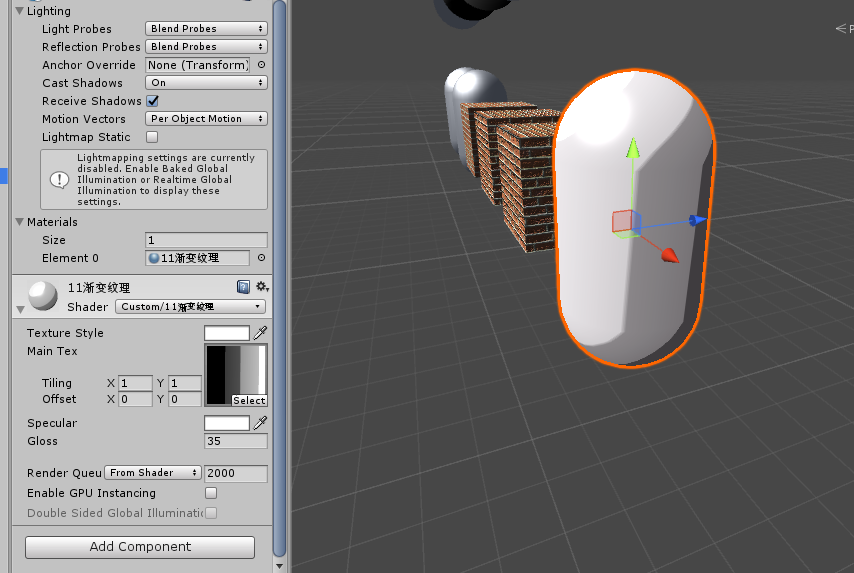 Lighting
Light Probes Blend Probes
Reflection Probes Blend Probes
Anchor Override None (Transform)
Cast Shadows On
Receive Shadows
Motion Vectors Per Object Motion
Lightmap Static
Lightmapping settings are currently
disabled. Enable Baked Global
Illumination or Realtime Global
Illumination to display these
settings.
Materials
Size 1
Element 0 11渐变纹理
11渐变纹理
Shader Custom/11渐变纹理
Texture Style
Main Tex
Tiling X 1 Y 1
Offset X 0 Y 0
Select
Specular
Gloss 35
Render Queu From Shader 2000
Enable GPU Instancing
Double Sided Global Illuminati
Add Component